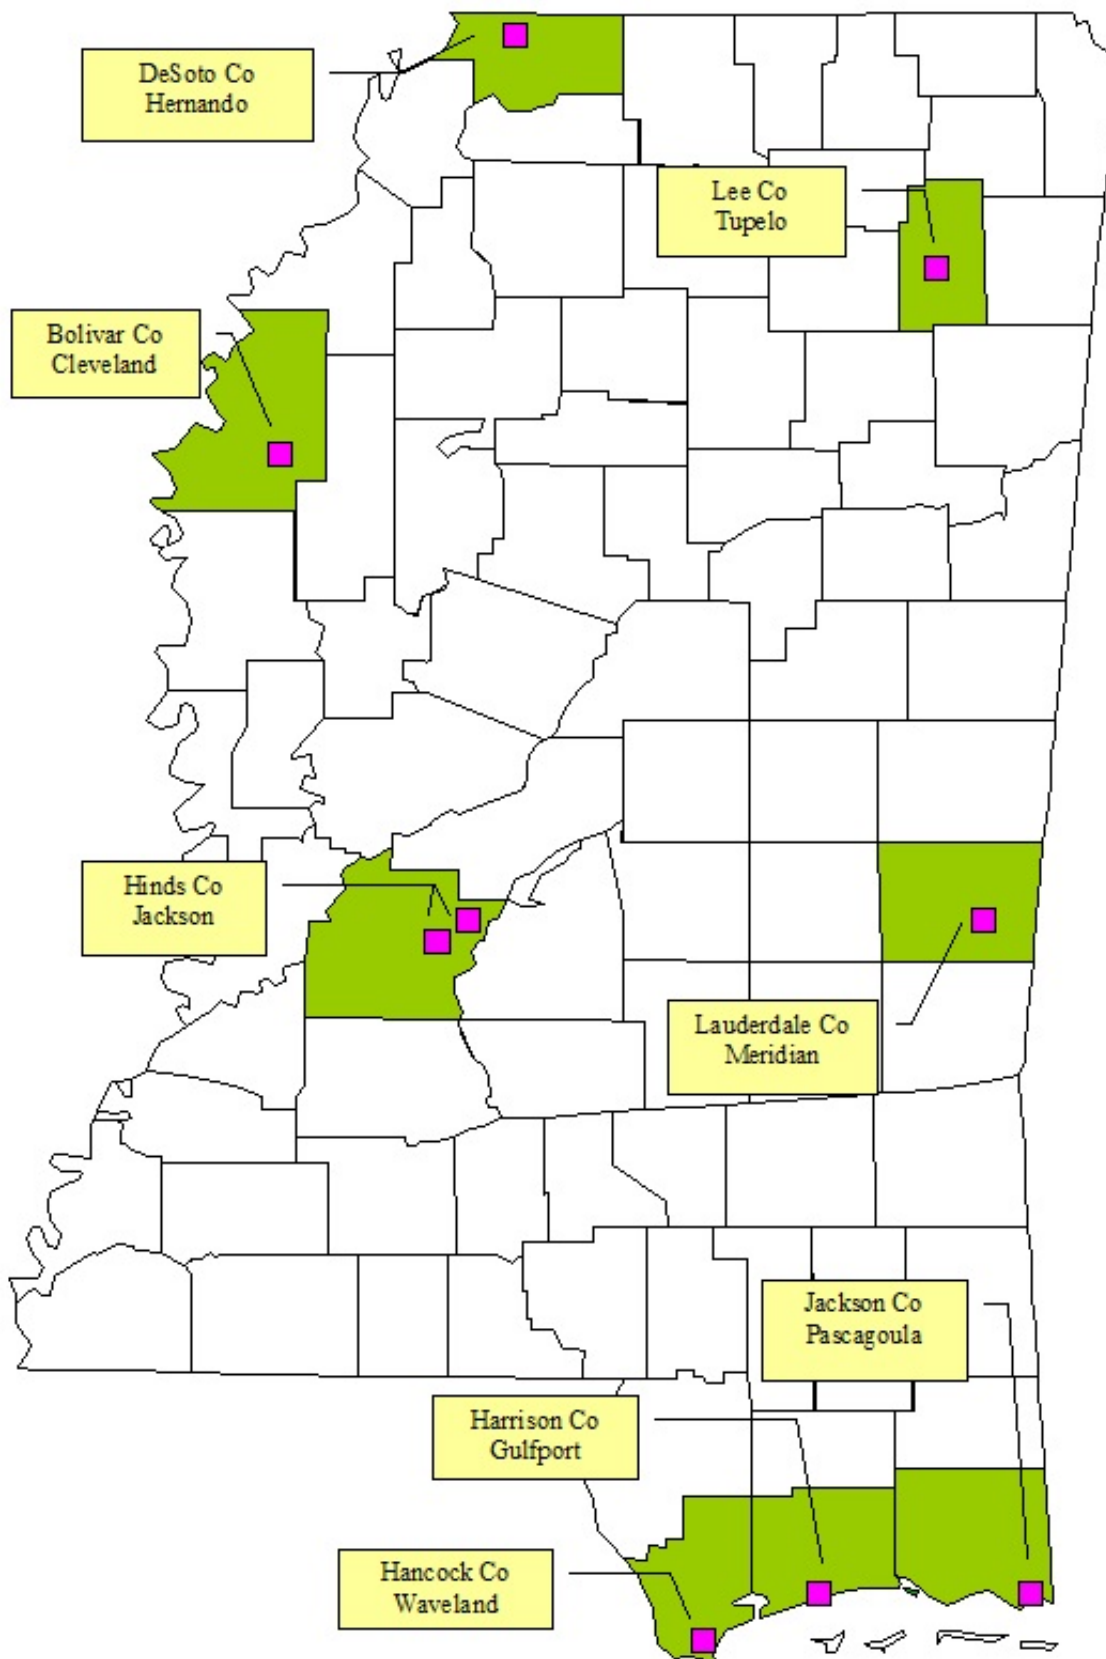 DeSoto Co
Hernando
Lee Co
Tupelo
Bolivar Co
Cleveland
Hinds Co
Jackson
Lauderdale Co
Meridian
Jackson Co
Pascagoula
Harrison Co
Gulfport
Hancock Co
Waveland